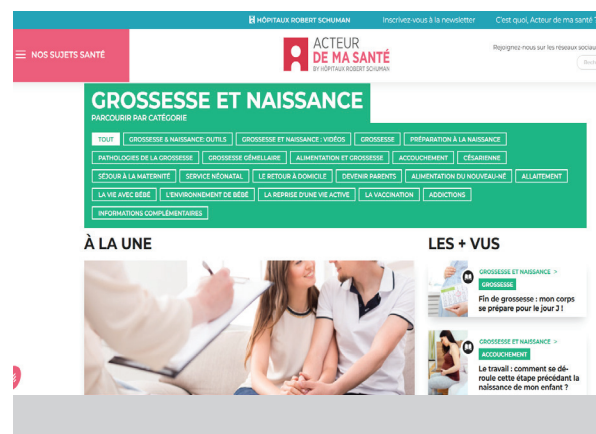 HÔPITAUX ROBERT SCHUMAN
Inscrivez-vous à la newsletter
C'est quoi, Acteur de ma santé ?
NOS SUJETS SANTÉ
ACTEUR
DE MA SANTÉ
BY HÔPITAUX ROBERT SCHUMAN
Rejoignez-nous sur les réseaux sociaux
GROSSESSE ET NAISSANCE
PARCOURIR PAR CATÉGORIE
TOUT GROSSESSE & NAISSANCE: OUTILS GROSSESSE ET NAISSANCE : VIDÉOS GROSSESSE PRÉPARATION À LA NAISSANCE
PATHOLOGIES DE LA GROSSESSE GROSSESSE GÉMELLAIRE ALIMENTATION ET GROSSESSE ACCOUCHEMENT CÉSARIENNE
SÉJOUR À LA MATERNITÉ SERVICE NÉONATAL LE RETOUR À DOMICILE DEVENIR PARENTS ALIMENTATION DU NOUVEAU-NÉ ALLAITEMENT
LA VIE AVEC BÉBÉ L'ENVIRONNEMENT DE BÉBÉ LA REPRISE D'UNE VIE ACTIVE LA VACCINATION ADDICTIONS
INFORMATIONS COMPLÉMENTAIRES
À LA UNE
LES + VUS
GROSSESSE ET NAISSANCE >
GROSSESSE
Fin de grossesse : mon corps
se prépare pour le jour J !
GROSSESSE ET NAISSANCE >
ACCOUCHEMENT
Le travail : comment se dé-
roule cette étape précédant la
naissance de mon enfant ?